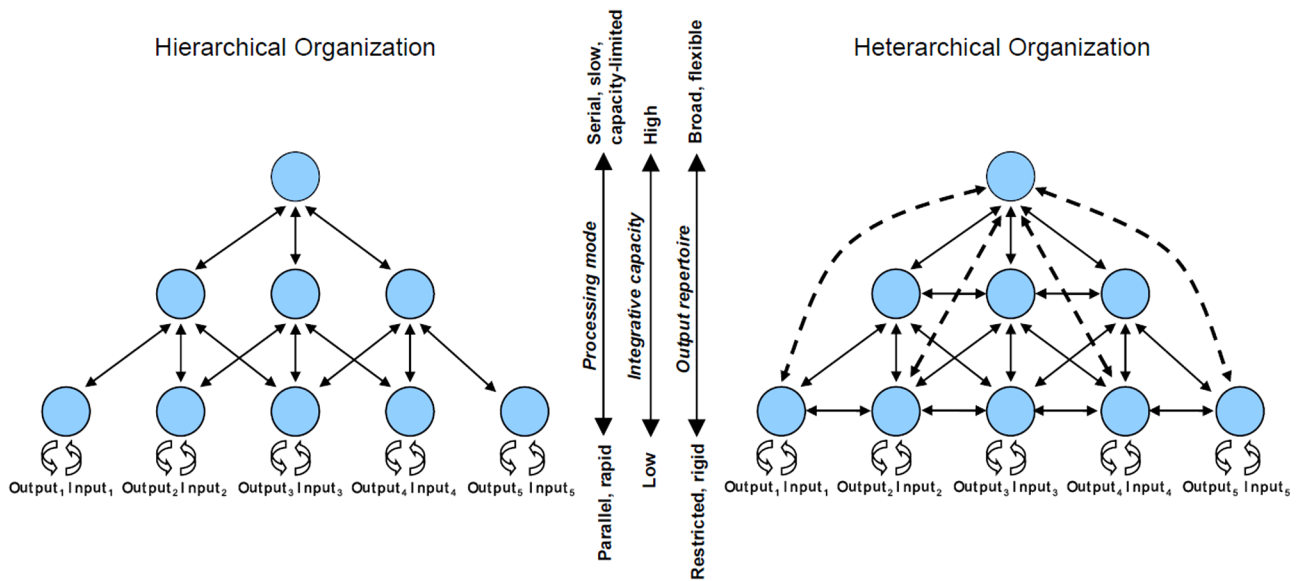 Hierarchical Organization
Serial, slow,
capacity-limited
High
Broad, flexible
Heterarchical Organization
Processing mode
Integrative capacity
Output repertoire
Parallel, rapid
Low
Restricted, rigid
Output₁ Input₁ Output₂ Input₂ Output₃ Input₃ Output₄ Input₄ Output₅ Input₅
Output₁ Input₁ Output₂ Input₂ Output₃ Input₃ Output₄ Input₄ Output₅ Input₅